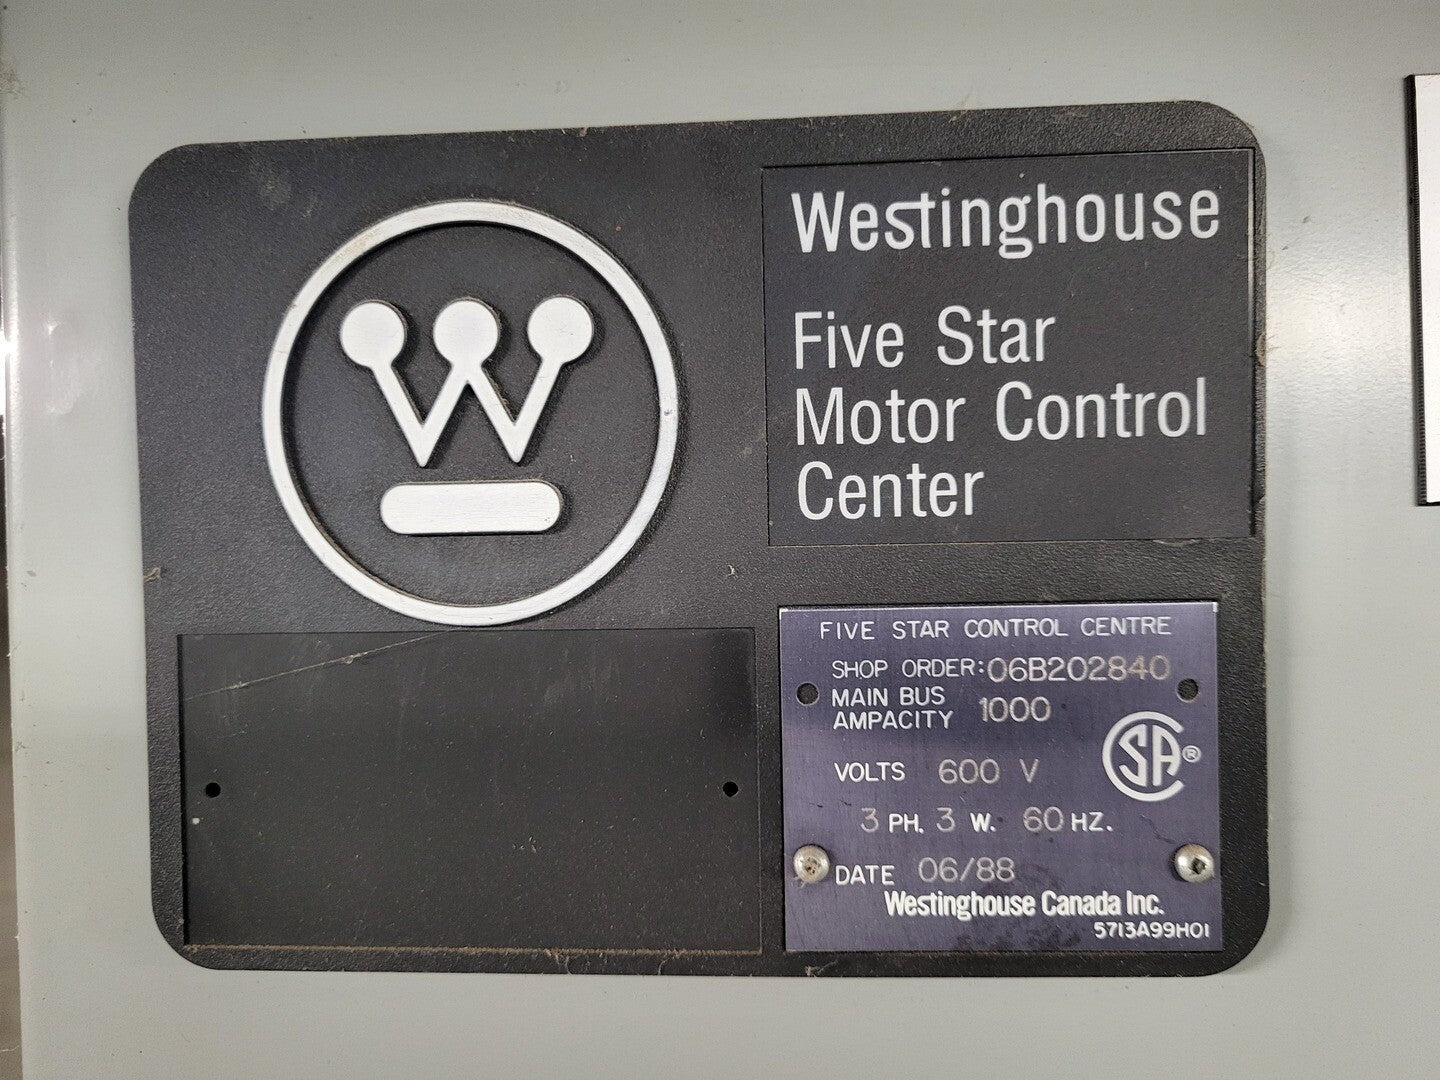 Westinghouse
Five Star
Motor Control
Center
FIVE STAR CONTROL CENTRE
SHOP ORDER: 06B202840
MAIN BUS
AMPACITY 1000
VOLTS 600 V
3 PH. 3 W. 60 HZ.
DATE 06/88
Westinghouse Canada Inc.
5713A99H01
W
SA®